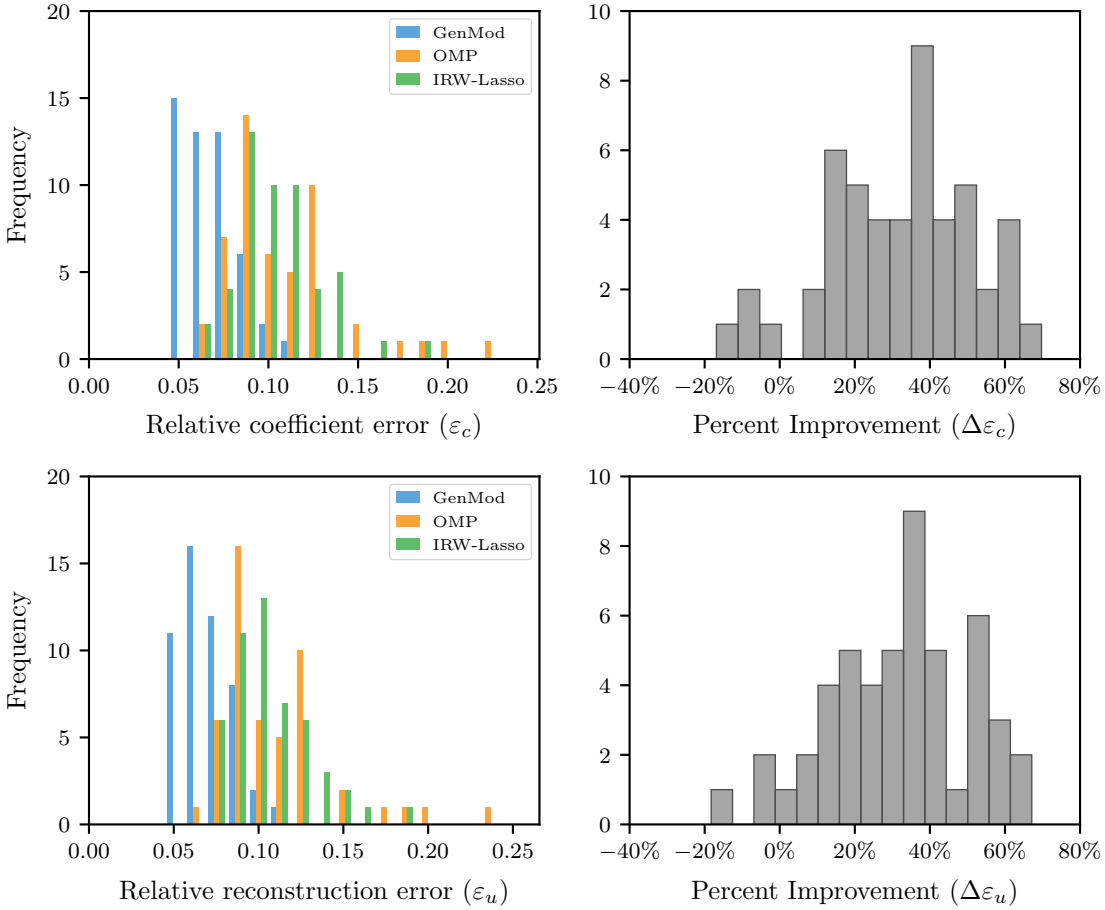 20
15
10
5
0
Frequency
GenMod
OMP
IRW-Lasso
0.00 0.05 0.10 0.15 0.20 0.25
Relative coefficient error (ε_c)
10
8
6
4
2
0
−40% −20% 0% 20% 40% 60% 80%
Percent Improvement (Δε_c)
20
15
10
5
0
Frequency
GenMod
OMP
IRW-Lasso
0.00 0.05 0.10 0.15 0.20 0.25
Relative reconstruction error (ε_u)
10
8
6
4
2
0
−40% −20% 0% 20% 40% 60% 80%
Percent Improvement (Δε_u)